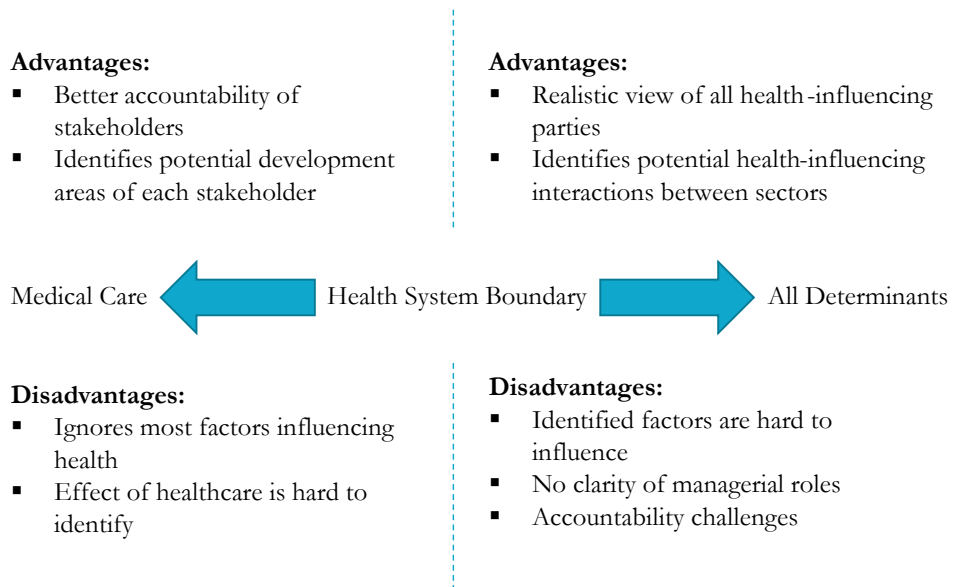 Advantages:
▪ Better accountability of
stakeholders
▪ Identifies potential development
areas of each stakeholder
Advantages:
▪ Realistic view of all health-influencing
parties
▪ Identifies potential health-influencing
interactions between sectors
Medical Care
Health System Boundary
All Determinants
Disadvantages:
▪ Ignores most factors influencing
health
▪ Effect of healthcare is hard to
identify
Disadvantages:
▪ Identified factors are hard to
influence
▪ No clarity of managerial roles
▪ Accountability challenges